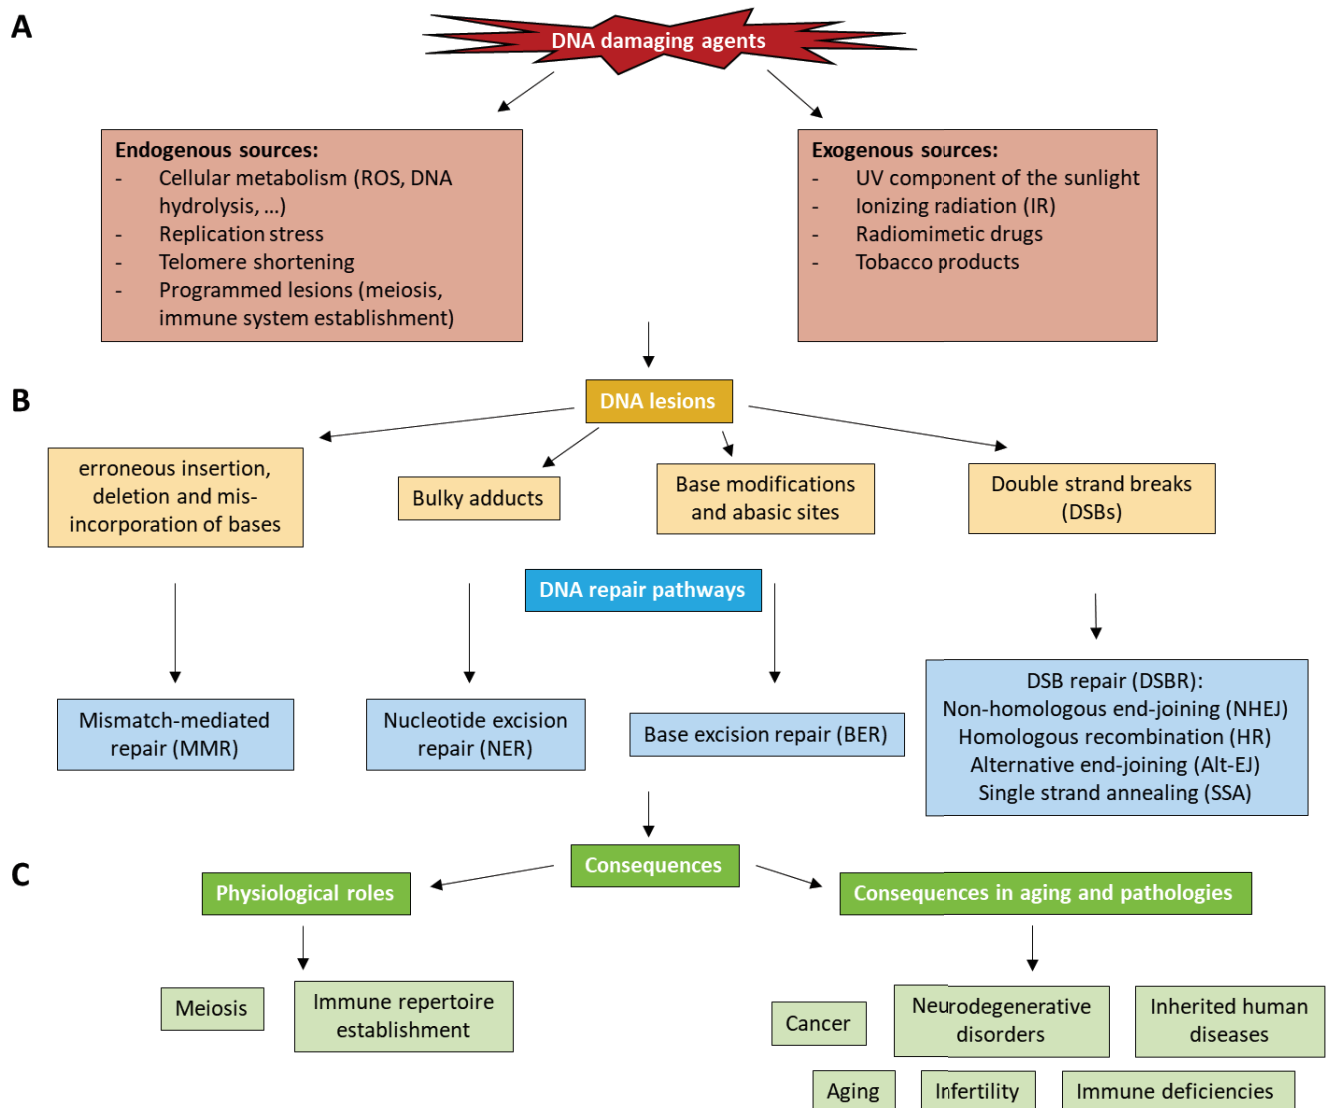 A
DNA damaging agents
Endogenous sources:
- Cellular metabolism (ROS, DNA
hydrolysis, ...)
- Replication stress
- Telomere shortening
- Programmed lesions (meiosis,
immune system establishment)
Exogenous sources:
- UV component of the sunlight
- Ionizing radiation (IR)
- Radiomimetic drugs
- Tobacco products
B
DNA lesions
erroneous insertion,
deletion and mis-
incorporation of bases
Bulky adducts
Base modifications
and abasic sites
Double strand breaks
(DSBs)
DNA repair pathways
Mismatch-mediated
repair (MMR)
Nucleotide excision
repair (NER)
Base excision repair (BER)
DSB repair (DSBR):
Non-homologous end-joining (NHEJ)
Homologous recombination (HR)
Alternative end-joining (Alt-EJ)
Single strand annealing (SSA)
C
Consequences
Physiological roles
Consequences in aging and pathologies
Meiosis
Immune repertoire
establishment
Cancer
Neurodegenerative
disorders
Inherited human
diseases
Aging
Infertility
Immune deficiencies